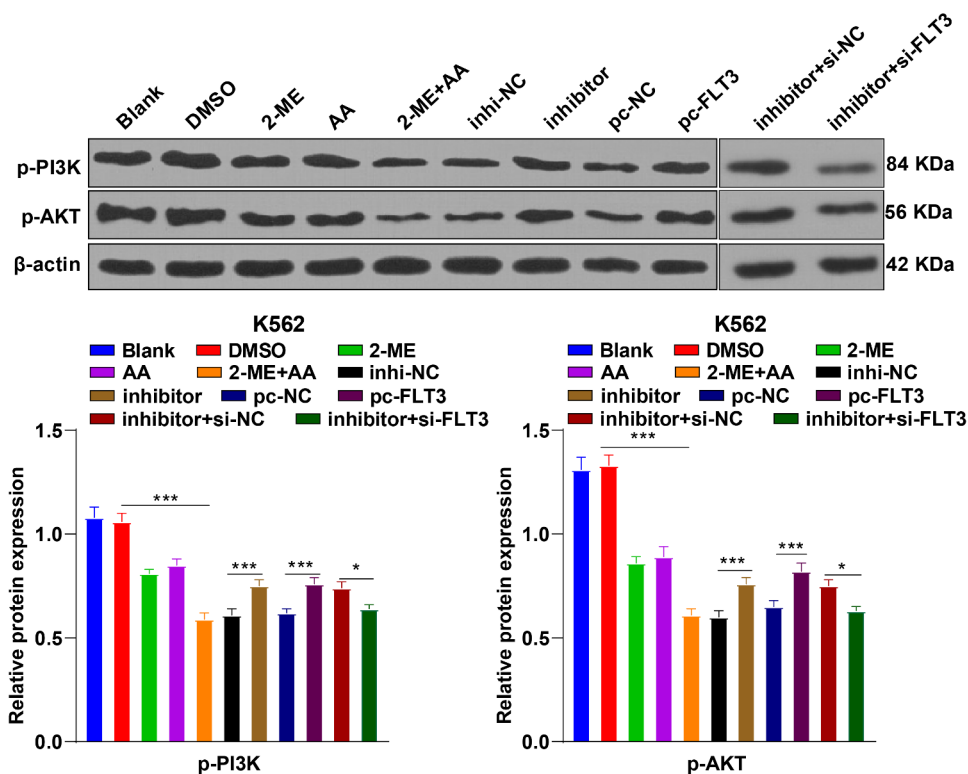 Blank DMSO 2-ME AA 2-ME+AA inhi-NC inhibitor pc-NC pc-FLT3 inhibitor+si-NC inhibitor+si-FLT3
p-PI3K 84 KDa
p-AKT 56 KDa
β-actin 42 KDa
K562
Blank DMSO 2-ME
AA 2-ME+AA inhi-NC
inhibitor pc-NC pc-FLT3
inhibitor+si-NC inhibitor+si-FLT3
Relative protein expression
1.5
1.0
0.5
0.0
***
*** *** *
p-PI3K
K562
Blank DMSO 2-ME
AA 2-ME+AA inhi-NC
inhibitor pc-NC pc-FLT3
inhibitor+si-NC inhibitor+si-FLT3
Relative protein expression
1.5
1.0
0.5
0.0
***
*** *** *
p-AKT